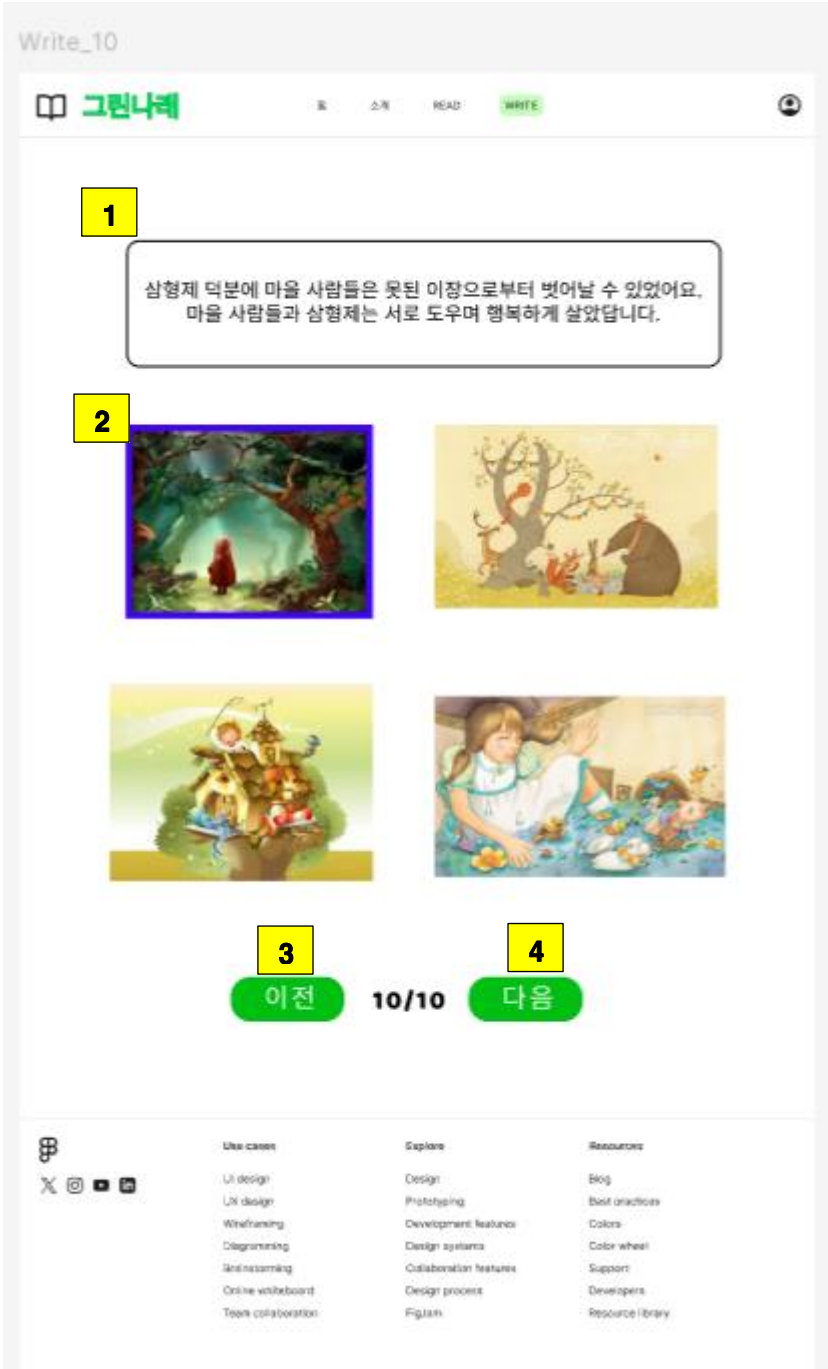 Write_10
그린나래
홈 소개 READ WRITE
1
삼형제 덕분에 마을 사람들은 못된 이장으로부터 벗어날 수 있었어요.
마을 사람들과 삼형제는 서로 도우며 행복하게 살았답니다.
2
3
4
이전 10/10 다음
Use cases
UI design
UX design
Wireframing
Diagramming
Brainstorming
Online whiteboard
Team collaboration
Explore
Design
Prototyping
Development features
Design systems
Collaboration features
Design process
FigJam
Resources
Blog
Best practices
Colors
Color wheel
Support
Developers
Resource library